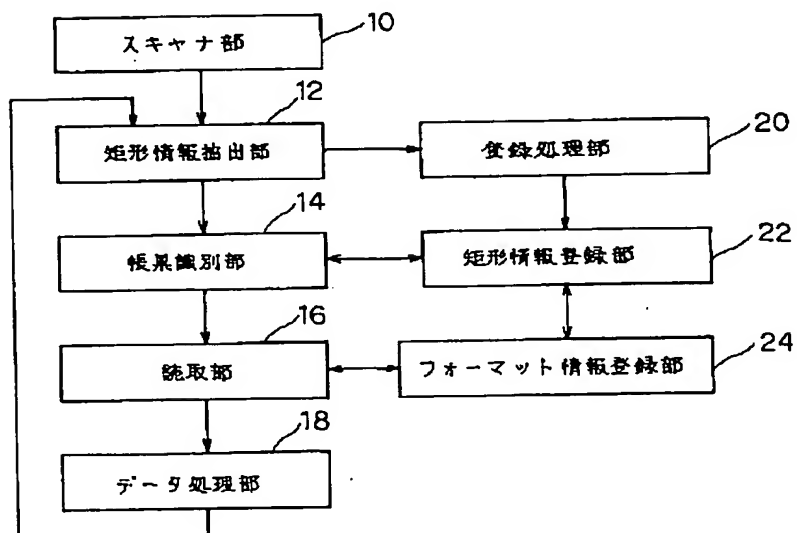 スキャナ部
10
矩形情報抽出部
12
登録処理部
20
帳票識別部
14
矩形情報登録部
22
読取部
16
フォーマット情報登録部
24
データ処理部
18